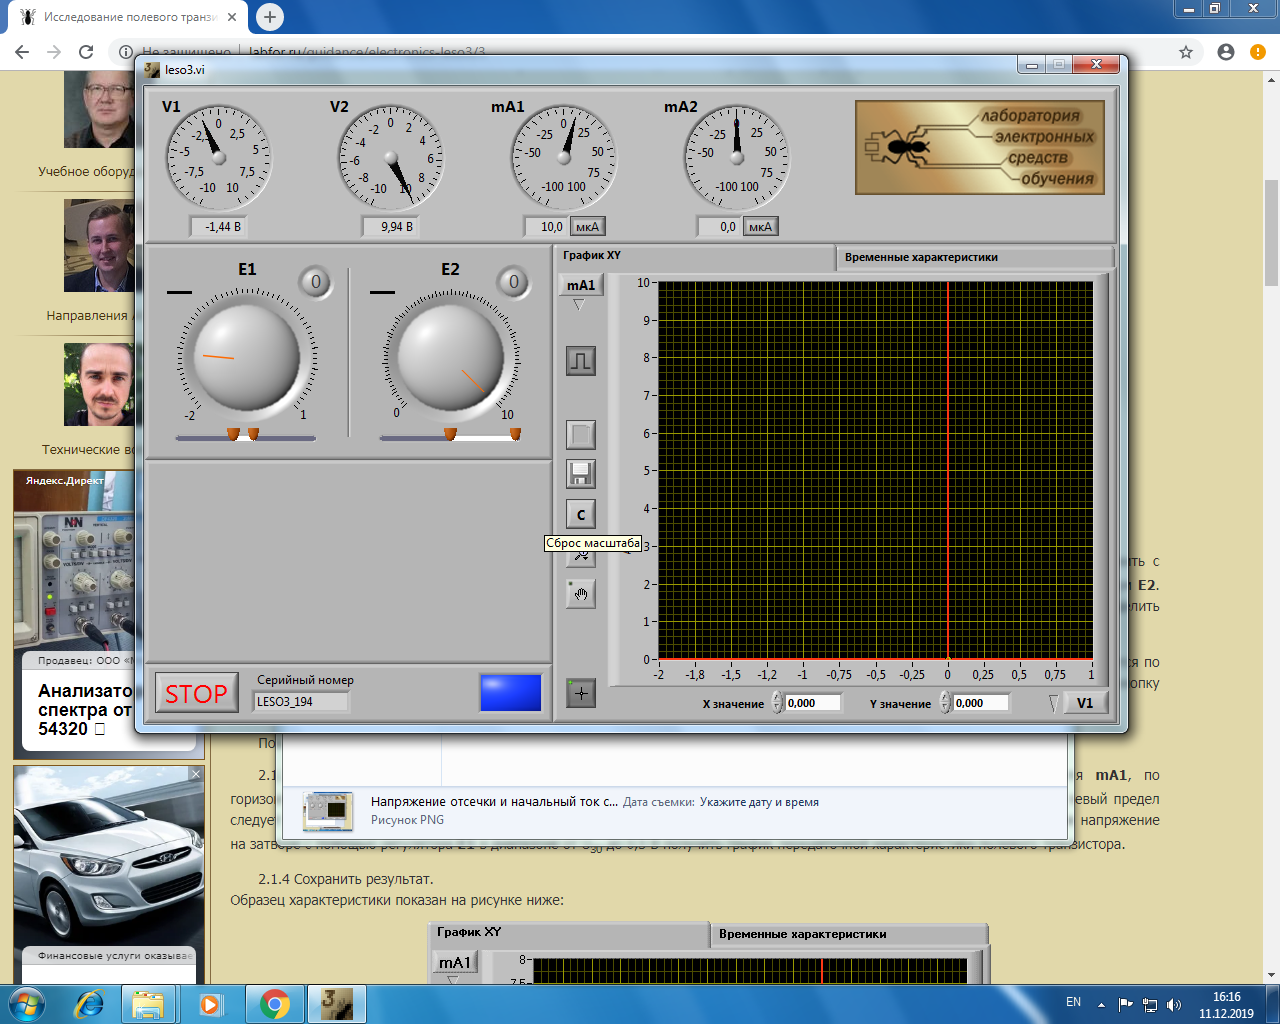 Исследование полевого транзи
Не защищено
labfor.ru/guidance/electronics-leso3/3
leso3.vi
V1
0
-2,5
2,5
-5
5
-7,5
7,5
-10
10
-1,44 В
V2
0
-2
2
-4
4
-6
6
-8
8
-10
10
9,94 В
mA1
0
-25
25
-50
50
75
-100
100
10,0
мкА
mA2
0
-25
25
-50
50
75
-100
100
0,0
мкА
лаборатория
электронных
средств
обучения
E1
0
-2
1
E2
0
0
10
График XY
Временные характеристики
mA1
C
Сброс масштаба
10
9
8
7
6
5
4
3
2
1
0
-2
-1,5
-1,2
-1
-0,75
-0,5
-0,25
0
0,25
0,5
0,75
1
X значение
0,000
Y значение
0,000
V1
STOP
Серийный номер
LESO3_194
Учебное оборуд
Направления
Технические во
Яндекс.Директ
Продавец: ООО «
Анализато
спектра от
54320
Финансовые услуги оказывае
ть с
E2.
лить
ся по
опку
По
2.1
я mA1, по
горизо
евый предел
следует
напряжение
на затворе с помощью регулятора E1 в диапазоне от U30 до 0,5 В получить график передаточной характеристики полевого транзистора.
Напряжение отсечки и начальный ток с... Дата съемки: Укажите дату и время
Рисунок PNG
2.1.4 Сохранить результат.
Образец характеристики показан на рисунке ниже:
График XY
Временные характеристики
mA1
8
7,5
EN
16:16
11.12.2019